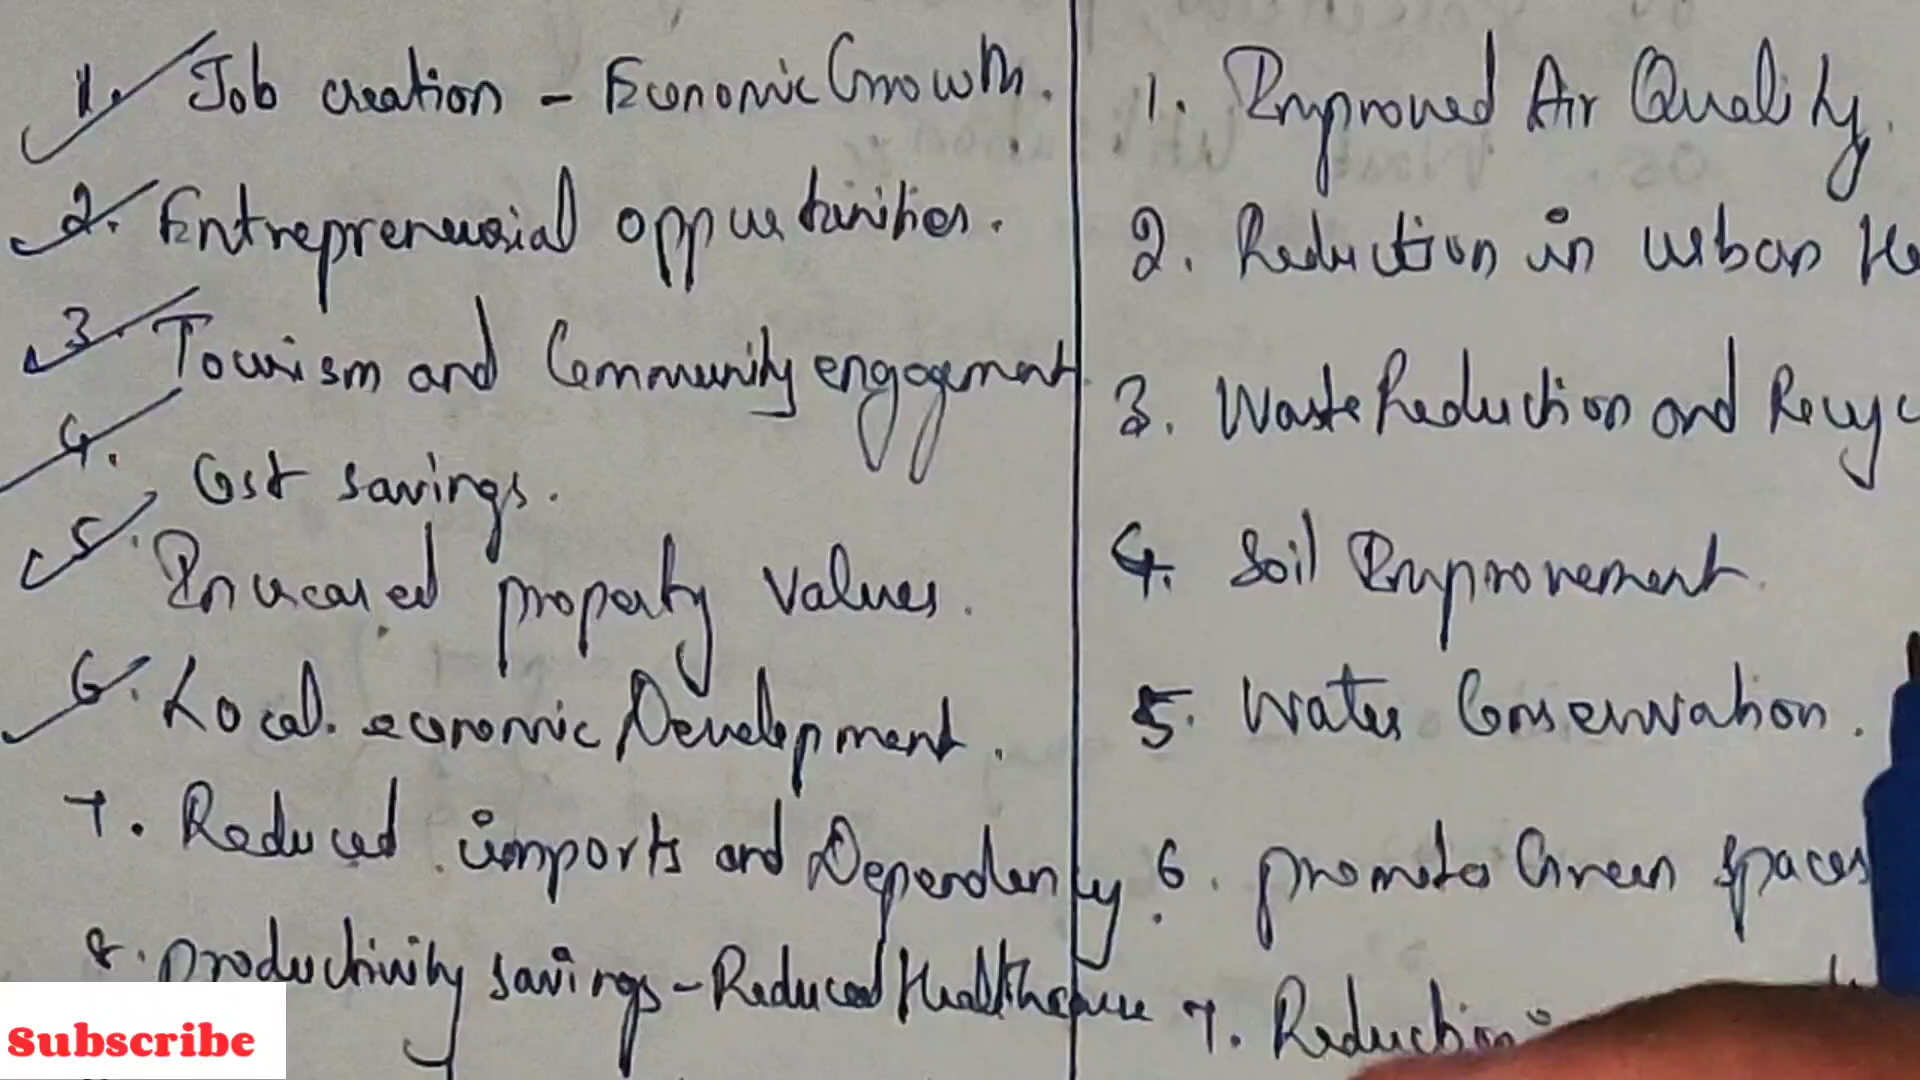 1. Job creation - Economic Growth.
2. Entrepreneurial oppurtunities.
3. Tourism and Community engagement
4. Cost savings.
5. Increased property values.
6. Local. economic Development.
7. Reduced imports and Dependency.
8. productivity savings - Reduced Healthcare
1. Improved Air Quality.
2. Reduction in urban He
3. Waste Reduction and Recyc
4. Soil Improvement.
5. Water Conservation.
6. promote Green spaces
7. Reduction
Subscribe